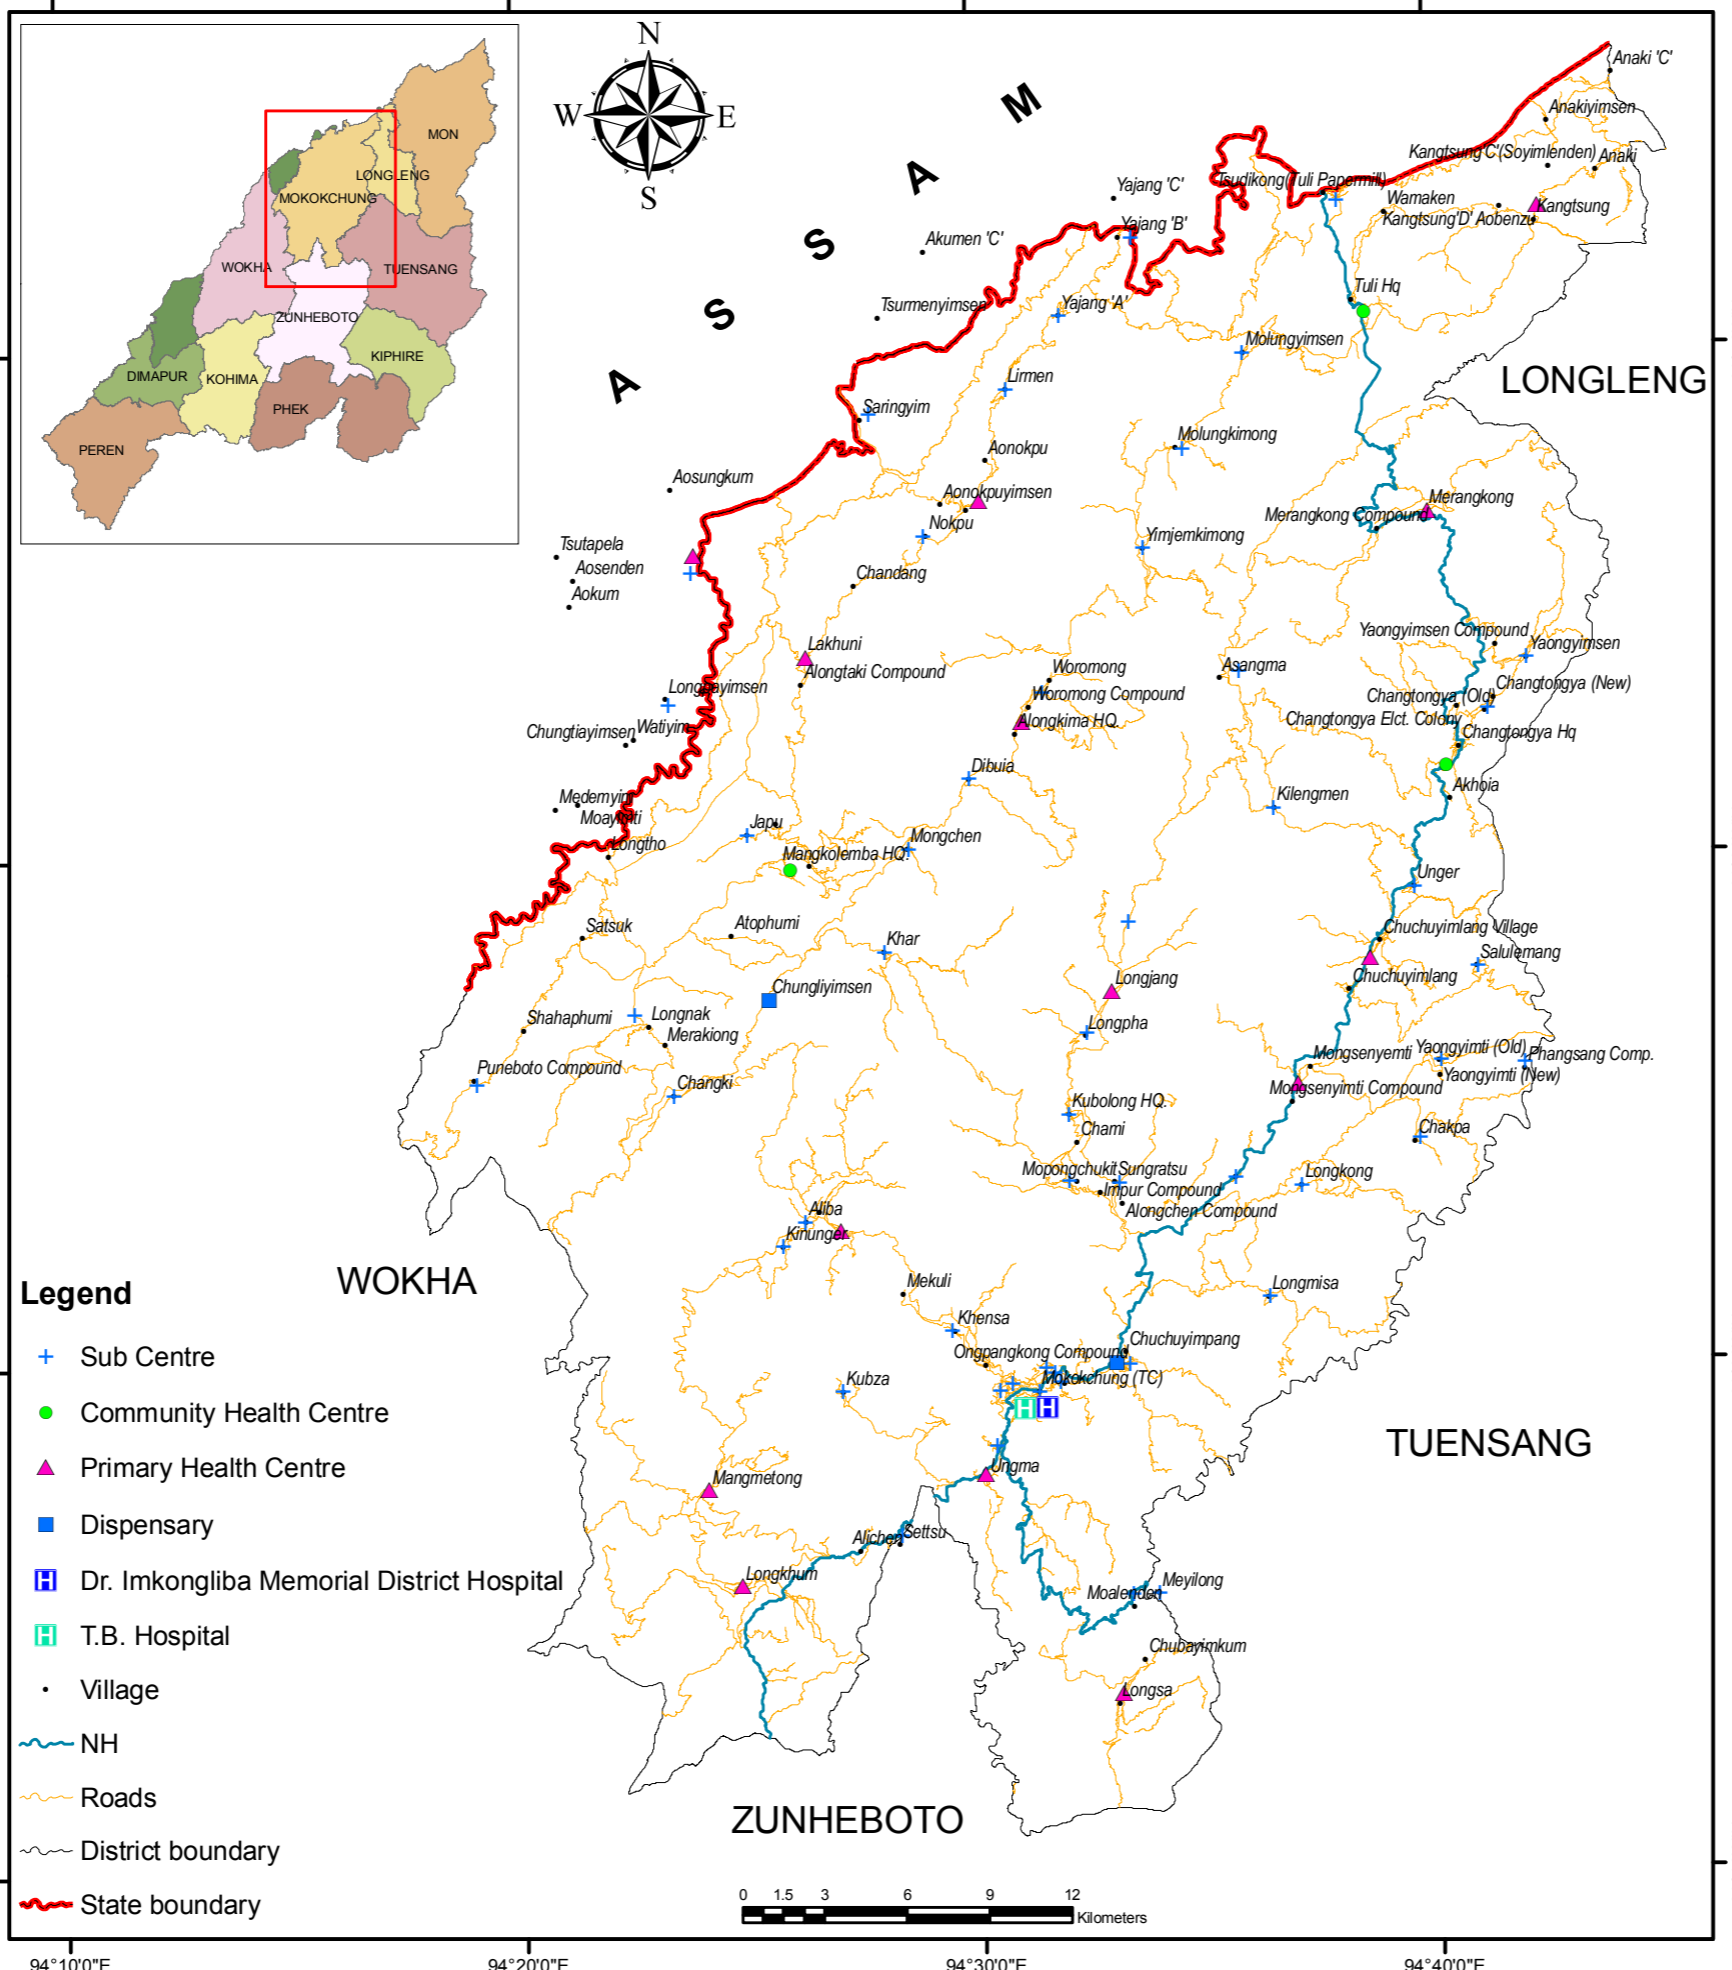 N
W
E
S
A S S A M
MON
LONGLENG
MOKOKCHUNG
WOKHA
TUENSANG
ZUNHEBOTO
KIPHIRE
DIMAPUR
KOHIMA
PHEK
PEREN
Anaki 'C'
Anakiyimsen
Kangtsung'C'(Soyimlenden)
Anaki
Yajang 'C'
Tsudikong(Tuli Papermill)
Wamaken
Kangtsung
Kangtsung'D' Aobenzu
Yajang 'B'
Akumen 'C'
Tuli Hq
Tsurmenyimsen
Yajang 'A'
Molungyimsen
LONGLENG
Lirmen
Saringyim
Molungkimong
Aonokpu
Aosungkum
Aonokpuyimsen
Merangkong
Merangkong Compound
Nokpu
Yimjemkimong
Tsutapela
Aosenden
Chandang
Aokum
Yaongyimsen Compound
Yaongyimsen
Lakhuni
Alongtaki Compound
Woromong
Asangma
Longpayimsen
Woromong Compound
Changtongya (New)
Changtongya (Old)
Chungtiayimsen
Watiyim
Alongkima HQ.
Changtongya Elct. Colony
Changtongya Hq
Dibuia
Akhoia
Medemyim
Kilengmen
Moayimti
Japu
Mongchen
Longtho
Mangkolemba HQ.
Unger
Satsuk
Atophumi
Chuchuyimlang Village
Khar
Salulemang
Chungliyimsen
Longjang
Chuchuyimlang
Shahaphumi
Longnak
Longpha
Merakiong
Mongsenyemti
Yaongyimti (Old)
Phangsang Comp.
Puneboto Compound
Changki
Mongsenyimti Compound
Yaongyimti (New)
Kubolong HQ.
Chami
Chakpa
Mopongchukit
Sungratsu
Longkong
Impur Compound
Alongchen Compound
Aliba
Kinunger
WOKHA
Mekuli
Longmisa
Khensa
Chuchuyimpang
Ongpangkong Compound
Kubza
Mokokchung (TC)
TUENSANG
Ungma
Mangmetong
Alichen
Settsu
Longkhum
Moalenden
Meyilong
Chubayimkum
Longsa
ZUNHEBOTO
Legend
Sub Centre
Community Health Centre
Primary Health Centre
Dispensary
H Dr. Imkongliba Memorial District Hospital
H T.B. Hospital
Village
NH
Roads
District boundary
State boundary
H H
0 1.5 3 6 9 12
Kilometers
94°10'0"E 94°20'0"E 94°30'0"E 94°40'0"E